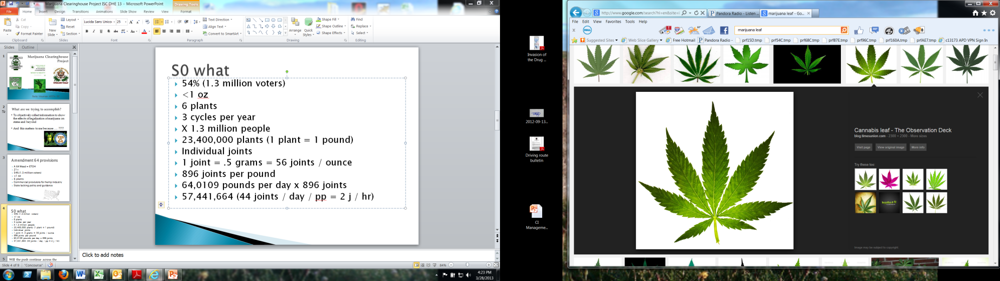 Marijuana Clearinghouse Project ISC DHE 13 - Microsoft PowerPoint
Drawing Tools
File Home Insert Design Transitions Animations Slide Show Review View Format
Paste
Cut
Copy
Format Painter
Clipboard
New Slide
Layout
Reset
Section
Slides
Lucida Sans Unico 25
Font
Paragraph
Text Direction
Align Text
Convert to SmartArt
Arrange
Quick Styles
Shape Fill
Shape Outline
Shape Effects
Drawing
Find
Replace
Select
Editing
Slides Outline
1
Marijuana Clearinghouse
Project
2
What are we trying to accomplish?
To objectively collect information to show
the effects of legalization of marijuana on
states and beyond
And this matters to me because .... ????
3
Amendment 64 provisions
A 64 Weed = ETOH
21+
54%(1.3 million voters)
<1 oz
6 plants
Commercial provisions for hemp industry
State lacking policy and guidance
4
S0 what
54% (1.3 million voters)
<1 oz
6 plants
3 cycles per year
X 1.3 million people
23,400,000 plants (1 plant = 1 pound)
Individual joints
1 joint = .5 grams = 56 joints / ounce
896 joints per pound
64,0109 pounds per day x 896 joints
57,441,664 (44 joints / day / pp = 2 j / hr)
5
Will the push continue across the
S0 what
54% (1.3 million voters)
<1 oz
6 plants
3 cycles per year
X 1.3 million people
23,400,000 plants (1 plant = 1 pound)
Individual joints
1 joint = .5 grams = 56 joints / ounce
896 joints per pound
64,0109 pounds per day x 896 joints
57,441,664 (44 joints / day / pp = 2 j / hr)
Click to add notes
Slide 4 of 9 "Concourse" 84%
4:23 PM
3/28/2013
Invasion of
the Drug ...
2012-09-13...
Driving route
bulletin
CI
Manageme...
http://www.google.com/search?hl=en&site=i
Pandora Radio - Listen ...
marijuana leaf - Go...
File Edit View Favorites Tools Help
x DELL marijuana leaf 60°
Suggested Sites Web Slice Gallery Free Hotmail Pandora Radio - prf15D.tmp prf54C.tmp prf68C.tmp prf87E.tmp prf96C.tmp prf160A.tmp prfAE7.tmp c13173 APD VPN Sign In
Cannabis leaf - The Observation Deck
blog.timesunion.com - 2300 × 2300 - More sizes
Visit page View original image More info
Try these too:
Image may be subject to copyright.